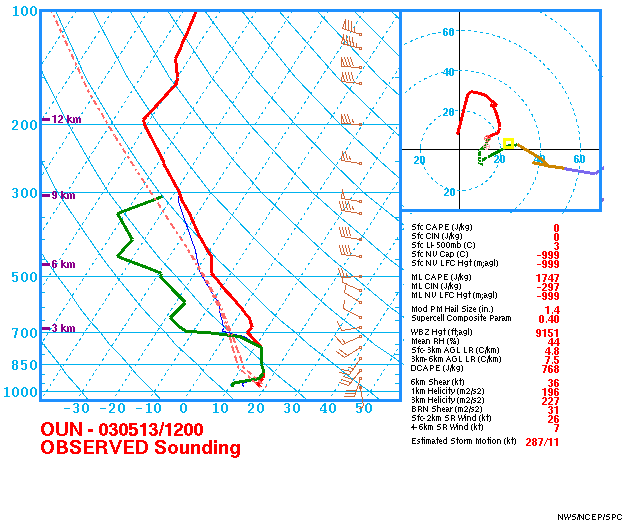 100
200
300
500
700
850
1000
12 km
9 km
6 km
3 km
-30 -20 -10 0 10 20 30 40 50
60
40
20
20 20 40 60
20
OUN - 030513/1200
OBSERVED Sounding
Sfc CAPE (J/kg) 0
Sfc CIN (J/kg) 0
Sfc LI-500mb (C) 3
Sfc NV Cap (C) -999
Sfc NV LFC Hgt (m;agl) -999
ML CAPE (J/kg) 1747
ML CIN (J/kg) -297
ML NV LFC Hgt (m;agl) -999
Mod PM Hail Size (in.) 1.4
Supercell Composite Param 0.40
WBZ Hgt (ft;agl) 9151
Mean RH (%) 44
Sfc-3km AGL LR (C/km) 4.8
3km-6km AGL LR (C/km) 7.5
DCAPE (J/kg) 768
6km Shear (kt) 36
1km Helicity (m2/s2) 196
3km Helicity (m2/s2) 227
BRN Shear (m2/s2) 31
Sfc-2km SR Wind (kt) 26
4-6km SR Wind (kt) 7
Estimated Storm Motion (kt) 287/11
NWS/NCEP/SPC